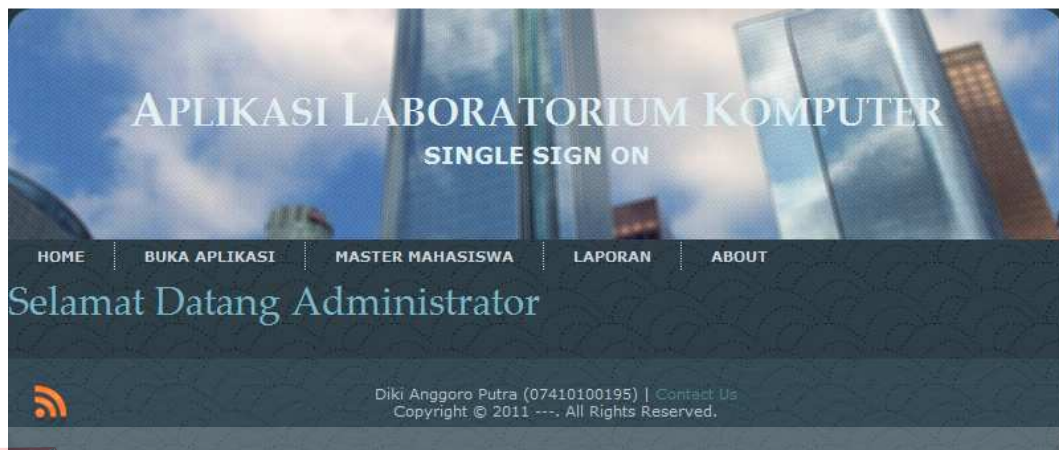 APLIKASI LABORATORIUM KOMPUTER
SINGLE SIGN ON
HOME BUKA APLIKASI MASTER MAHASISWA LAPORAN ABOUT
Selamat Datang Administrator
Diki Anggoro Putra (07410100195) | Contact Us
Copyright © 2011 ---. All Rights Reserved.